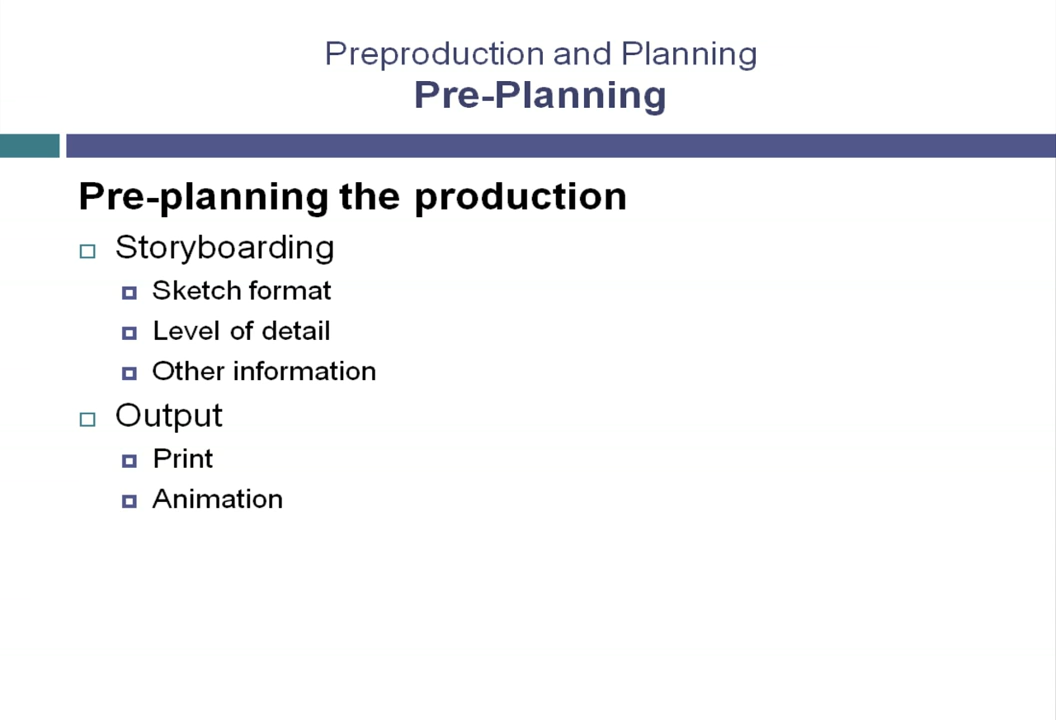 Preproduction and Planning
Pre-Planning
Pre-planning the production
Storyboarding
Sketch format
Level of detail
Other information
Output
Print
Animation